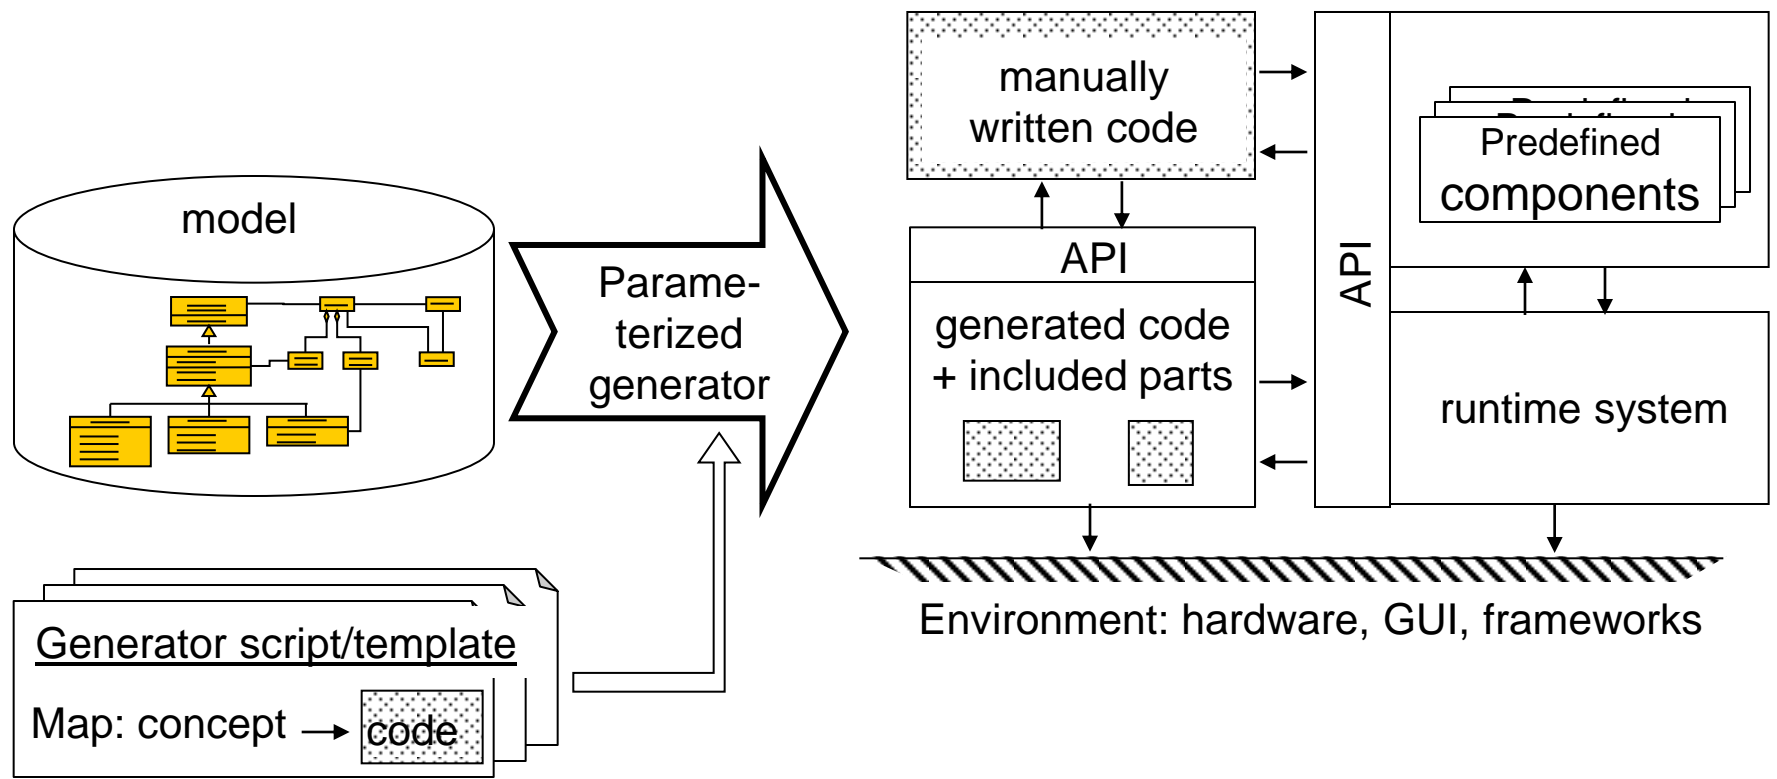 model
Parame-
terized
generator
Generator script/template
Map: concept
code
manually
written code
API
generated code
+ included parts
API
Predefined
components
runtime system
Environment: hardware, GUI, frameworks